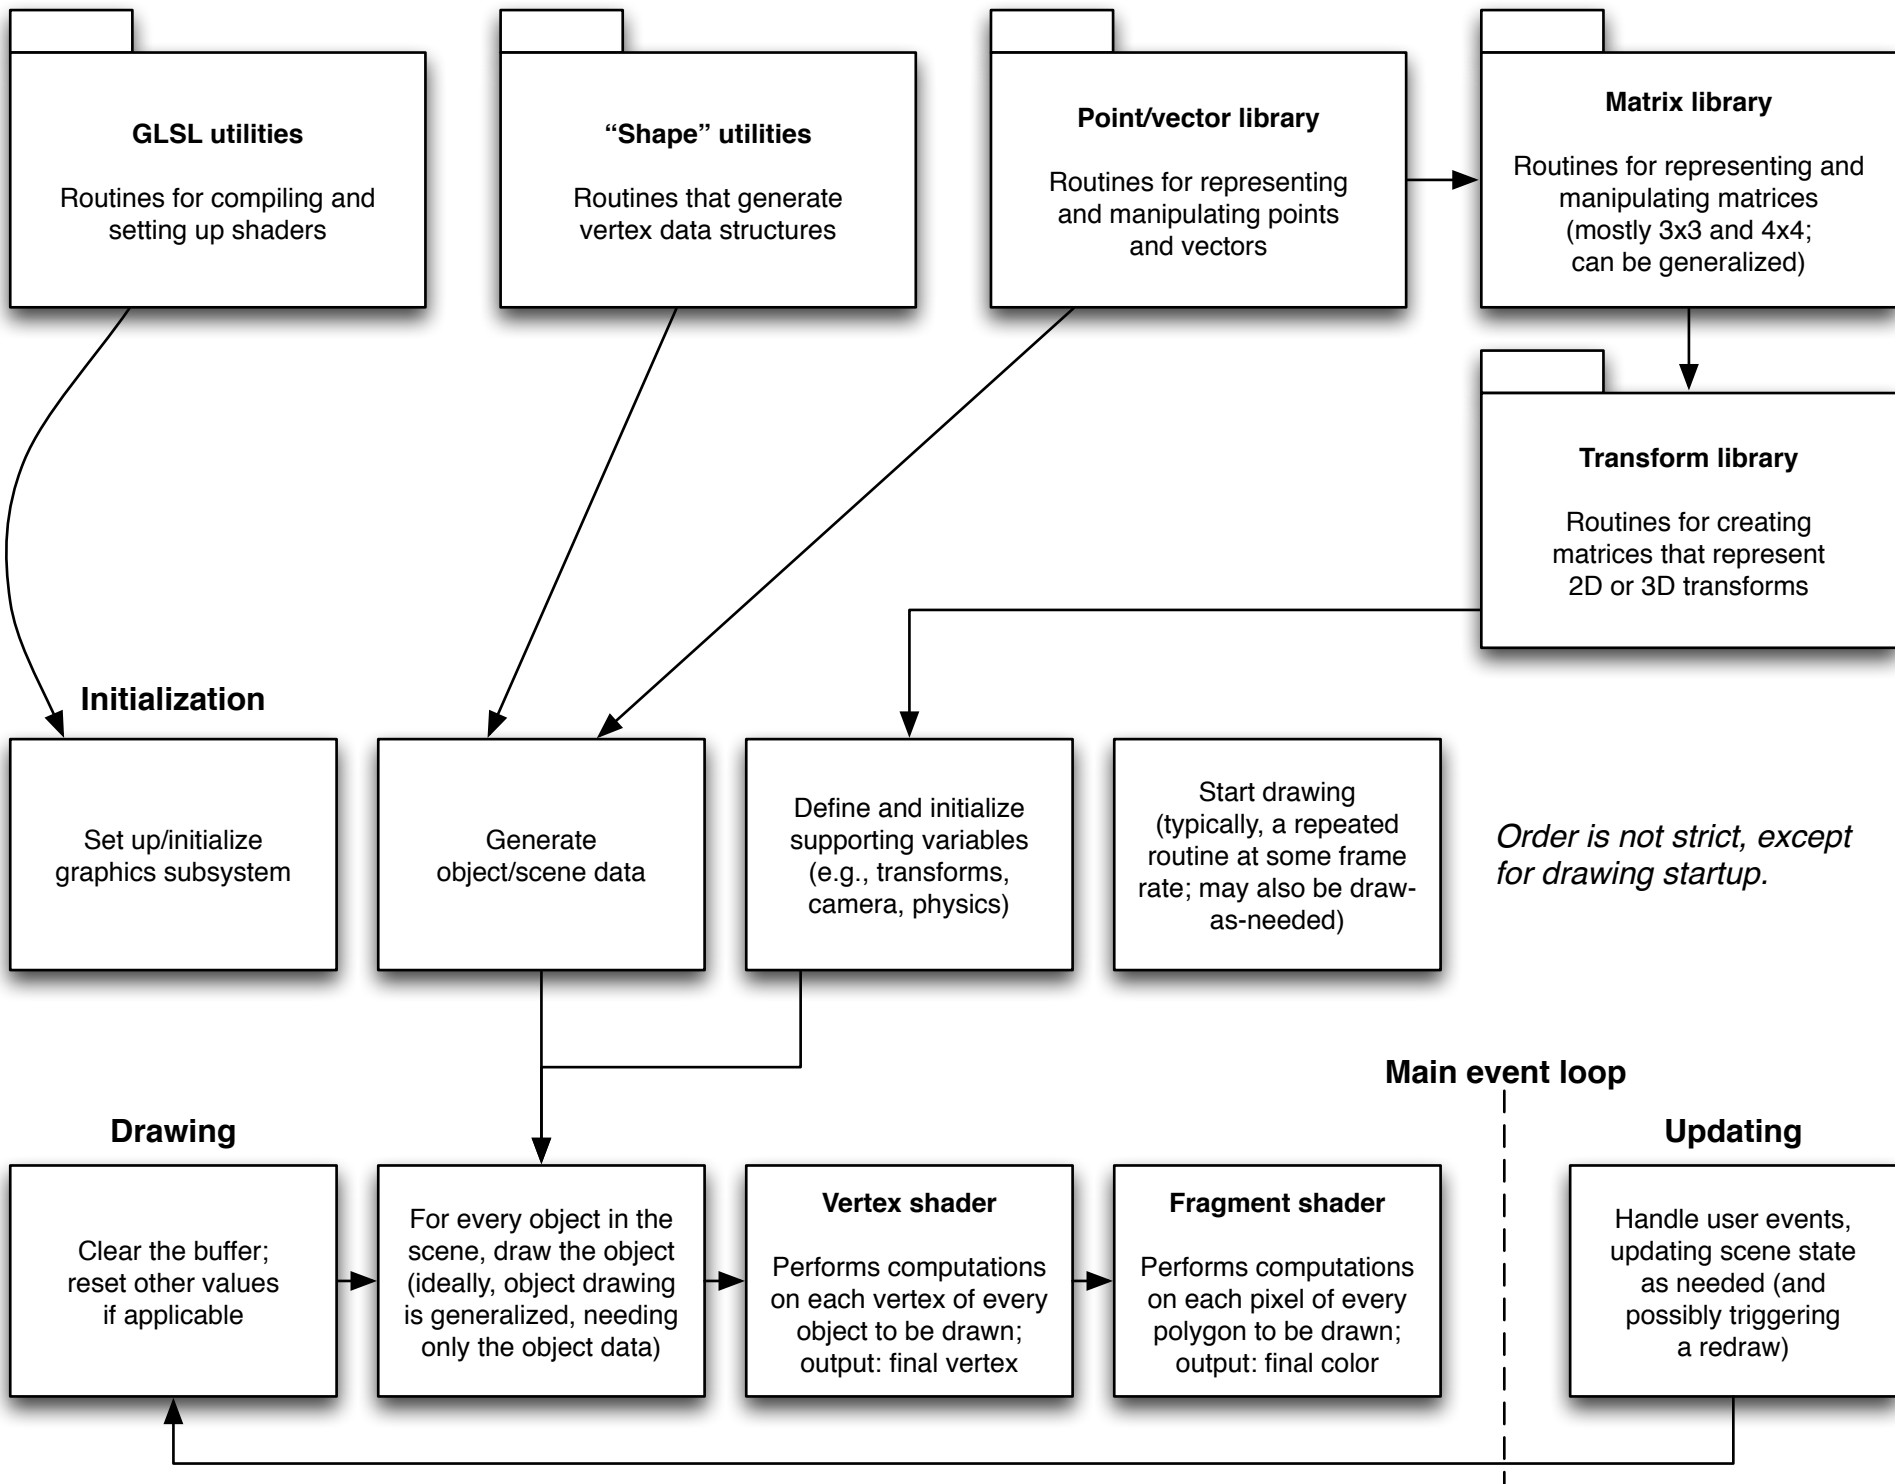 GLSL utilities
Routines for compiling and
setting up shaders
“Shape” utilities
Routines that generate
vertex data structures
Point/vector library
Routines for representing
and manipulating points
and vectors
Matrix library
Routines for representing and
manipulating matrices
(mostly 3x3 and 4x4;
can be generalized)
Transform library
Routines for creating
matrices that represent
2D or 3D transforms
Initialization
Set up/initialize
graphics subsystem
Generate
object/scene data
Define and initialize
supporting variables
(e.g., transforms,
camera, physics)
Start drawing
(typically, a repeated
routine at some frame
rate; may also be draw-
as-needed)
Order is not strict, except
for drawing startup.
Main event loop
Drawing
Updating
Clear the buffer;
reset other values
if applicable
For every object in the
scene, draw the object
(ideally, object drawing
is generalized, needing
only the object data)
Vertex shader
Performs computations
on each vertex of every
object to be drawn;
output: final vertex
Fragment shader
Performs computations
on each pixel of every
polygon to be drawn;
output: final color
Handle user events,
updating scene state
as needed (and
possibly triggering
a redraw)